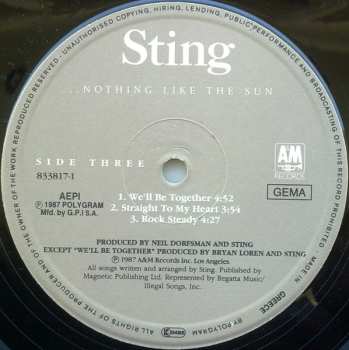 UNAUTHORISED COPYING, HIRING, LENDING, PUBLIC PERFORMANCE AND BROADCASTING OF THIS RECORD PROHIBITED
MADE IN
GREECE
BY POLYGRAM
ALL RIGHTS OF THE
AND OF THE OWNER OF THE WORK REPRODUCED RESERVED
Sting
...NOTHING LIKE THE SUN
SIDE THREE
833817-1
A&M
RECORDS
AEPI
GEMA
℗ 1987 POLYGRAM
Mfd. by G.P.I S.A.
1. We'll Be Together 4:52
2. Straight To My Heart 3:54
3. Rock Steady 4:27
PRODUCED BY NEIL DORFSMAN AND STING
EXCEPT "WE'LL BE TOGETHER" PRODUCED BY BRYAN LOREN AND STING
℗ 1987 A&M Records Inc. Los Angeles
All songs written and arranged by Sting. Published by
Magnetic Publishing Ltd. Represented by Regatta Music/
Illegal Songs, Inc.